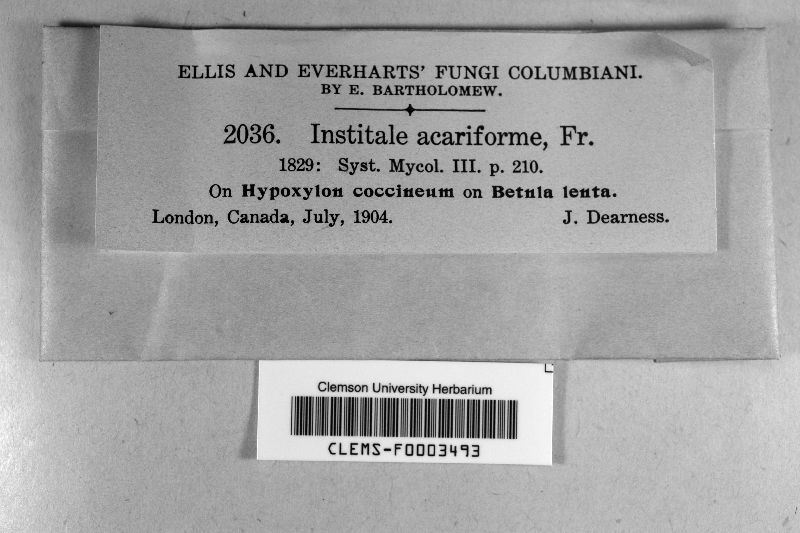 ELLIS AND EVERHARTS' FUNGI COLUMBIANI.
BY E. BARTHOLOMEW.
2036. Institale acariforme, Fr.
1829: Syst. Mycol. III. p. 210.
On Hypoxylon coccineum on Betnla lenta.
London, Canada, July, 1904. J. Dearness.
Clemson University Herbarium
CLEMS-F0003493